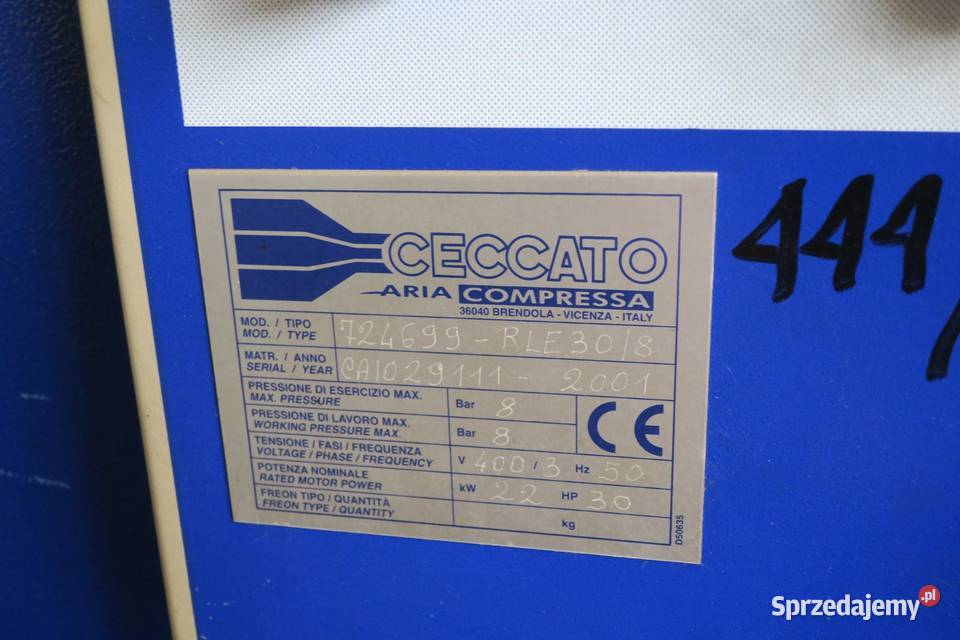 CECCATO
ARIA COMPRESSA
36040 BRENDOLA - VICENZA - ITALY
MOD. / TIPO
MOD. / TYPE
724699 - RLE30/8
MATR. / ANNO
SERIAL / YEAR
CAI029111 - 2001
PRESSIONE DI ESERCIZIO MAX.
MAX. PRESSURE
Bar 8
PRESSIONE DI LAVORO MAX.
WORKING PRESSURE MAX.
Bar 8
CE
TENSIONE / FASI / FREQUENZA
VOLTAGE / PHASE / FREQUENCY
V 400 / 3 Hz 50
POTENZA NOMINALE
RATED MOTOR POWER
kW 22 HP 30
FREON TIPO / QUANTITÀ
FREON TYPE / QUANTITY
kg
D50635
444
Sprzedajemy.pl